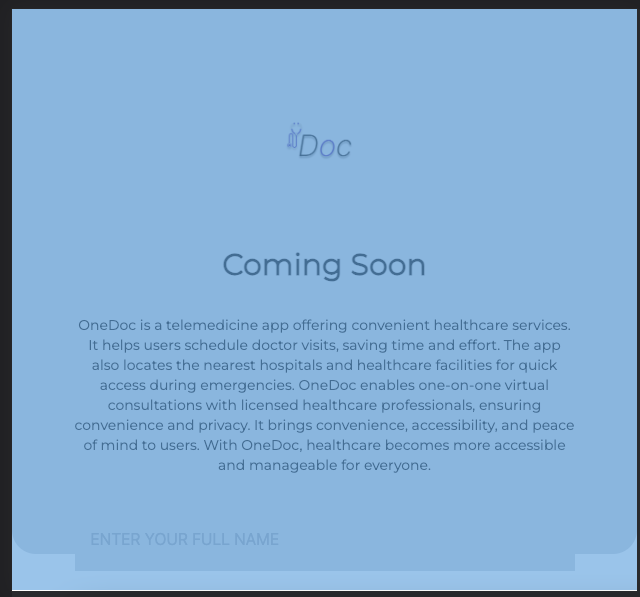 Doc
Coming Soon
OneDoc is a telemedicine app offering convenient healthcare services.
It helps users schedule doctor visits, saving time and effort. The app
also locates the nearest hospitals and healthcare facilities for quick
access during emergencies. OneDoc enables one-on-one virtual
consultations with licensed healthcare professionals, ensuring
convenience and privacy. It brings convenience, accessibility, and peace
of mind to users. With OneDoc, healthcare becomes more accessible
and manageable for everyone.
ENTER YOUR FULL NAME